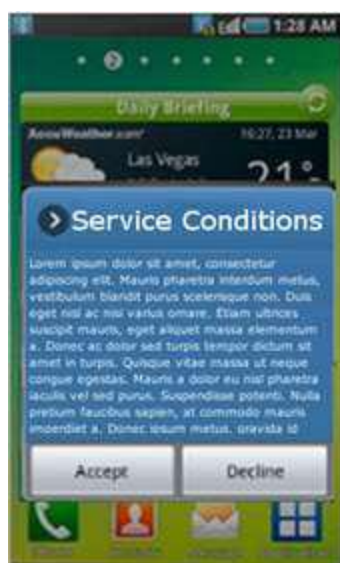 1:28 AM
Daily Briefing
AccuWeather.com
16:27, 23 Mar
Las Vegas
21°
Service Conditions
Lorem ipsum dolor sit amet, consectetur
adipiscing elit. Mauris pharetra interdum metus,
vestibulum blandit purus scelerisque non. Duis
eget nisl ac nisi varius ornare. Etiam ultrices
suscipit mauris, eget aliquet massa elementum
a. Donec ac dolor sed turpis tempor dictum sit
amet in turpis. Quisque vitae massa ut neque
congue egestas. Mauris a dolor eu nisl pharetra
iaculis vel sed purus. Suspendisse potenti. Nulla
pretium faucibus sapien, at commodo mauris
imperdiet a. Donec ipsum metus, gravida id
Accept
Decline